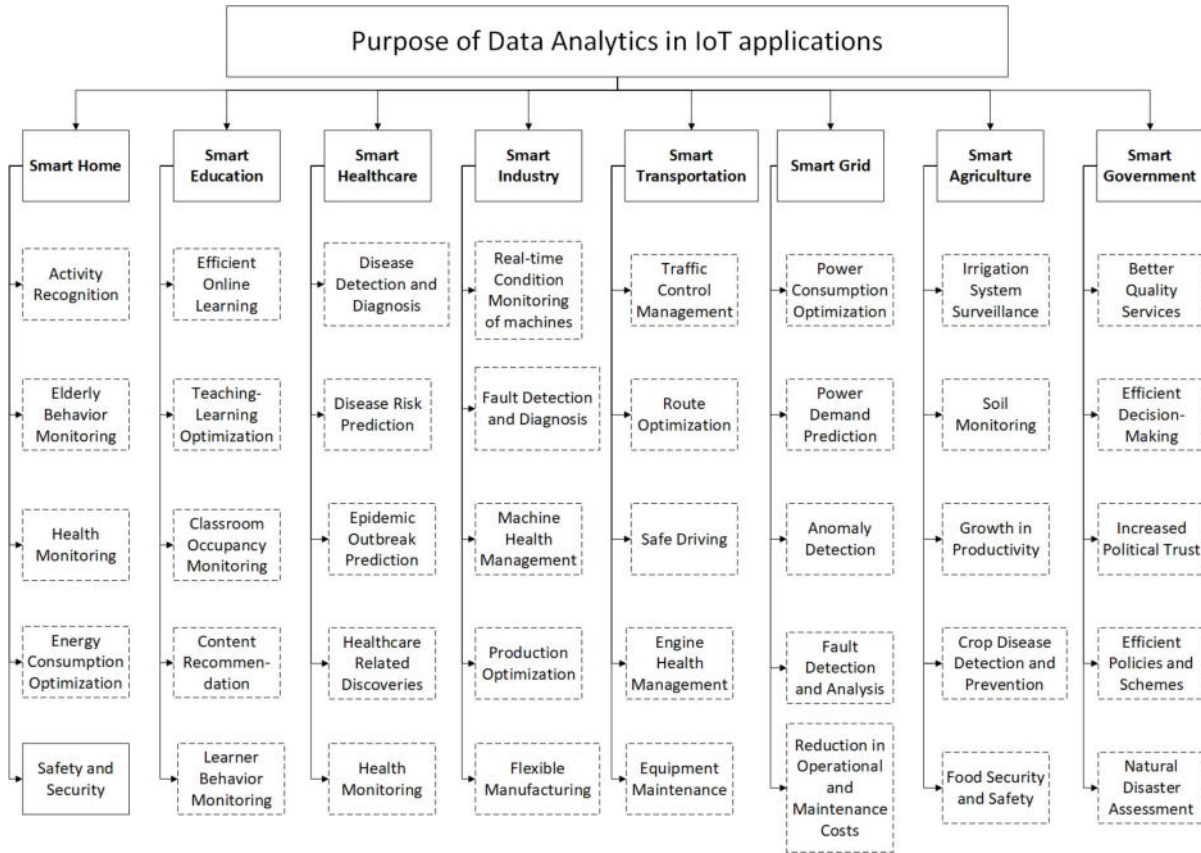 Purpose of Data Analytics in IoT applications
Smart Home
Activity
Recognition
Elderly
Behavior
Monitoring
Health
Monitoring
Energy
Consumption
Optimization
Safety and
Security
Smart
Education
Efficient
Online
Learning
Teaching-
Learning
Optimization
Classroom
Occupancy
Monitoring
Content
Recommen-
dation
Learner
Behavior
Monitoring
Smart
Healthcare
Disease
Detection and
Diagnosis
Disease Risk
Prediction
Epidemic
Outbreak
Prediction
Healthcare
Related
Discoveries
Health
Monitoring
Smart
Industry
Real-time
Condition
Monitoring
of machines
Fault Detection
and Diagnosis
Machine
Health
Management
Production
Optimization
Flexible
Manufacturing
Smart
Transportation
Traffic
Control
Management
Route
Optimization
Safe Driving
Engine
Health
Management
Equipment
Maintenance
Smart Grid
Power
Consumption
Optimization
Power
Demand
Prediction
Anomaly
Detection
Fault
Detection
and Analysis
Reduction in
Operational
and
Maintenance
Costs
Smart
Agriculture
Irrigation
System
Surveillance
Soil
Monitoring
Growth in
Productivity
Crop Disease
Detection and
Prevention
Food Security
and Safety
Smart
Government
Better
Quality
Services
Efficient
Decision-
Making
Increased
Political Trust
Efficient
Policies and
Schemes
Natural
Disaster
Assessment